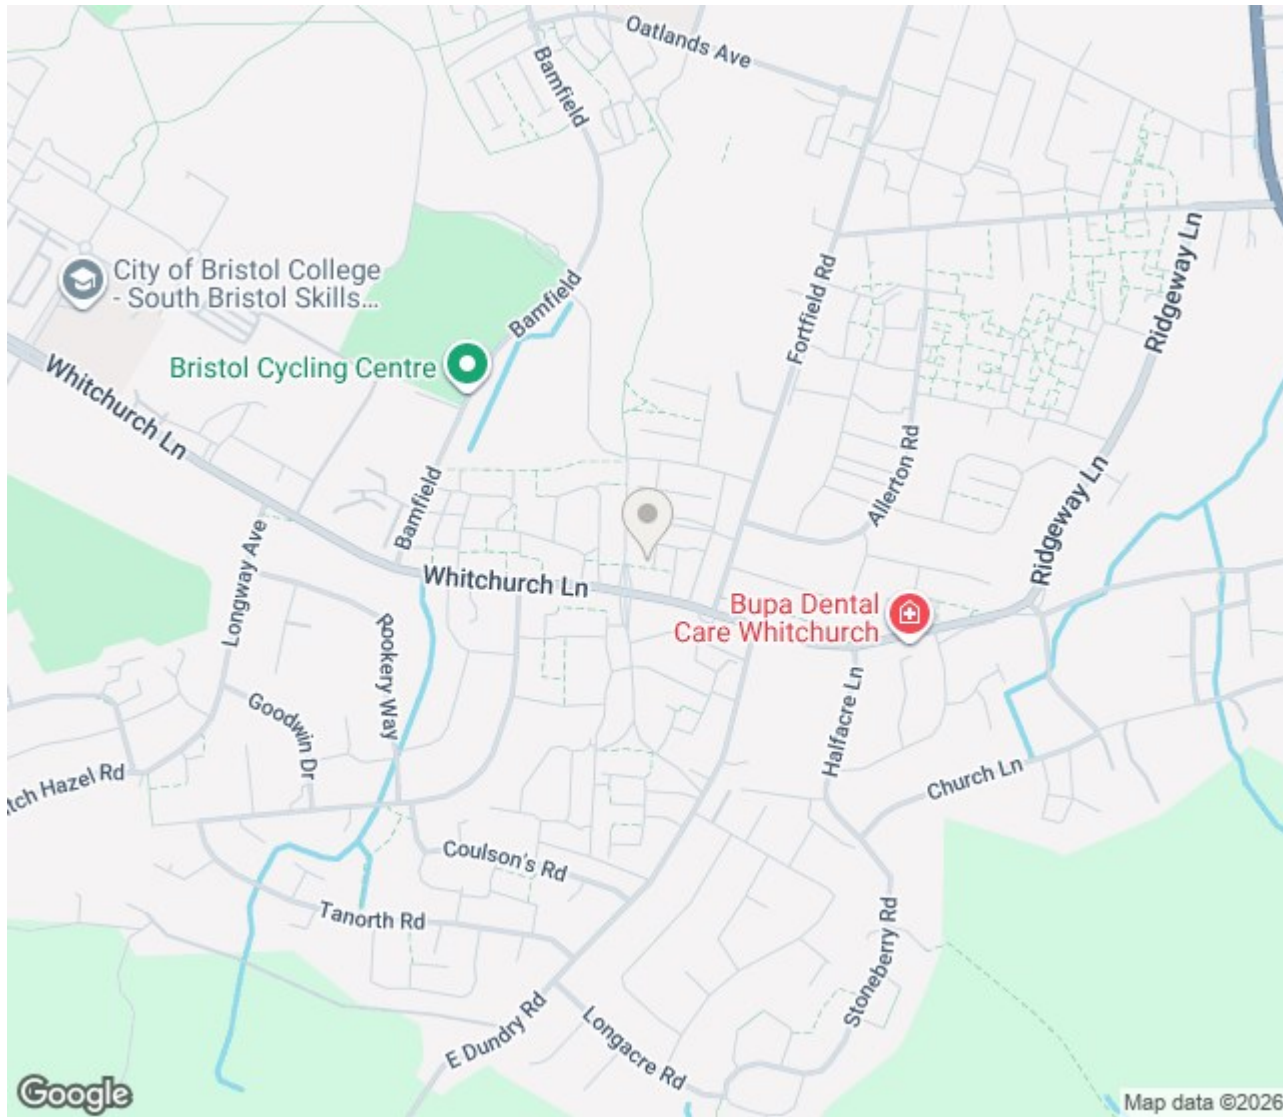 Oatlands Ave
Bamfield
City of Bristol College
- South Bristol Skills...
Bamfield
Fortfield Rd
Ridgeway Ln
Bristol Cycling Centre
Whitchurch Ln
Allerton Rd
Bamfield
Ridgeway Ln
Longway Ave
Whitchurch Ln
Bupa Dental
Care Whitchurch
Rookery Way
Goodwin Dr
Halfacre Ln
tch Hazel Rd
Church Ln
Coulson's Rd
Tanorth Rd
Stoneberry Rd
E Dundry Rd
Longacre Rd
Google
Map data ©2026